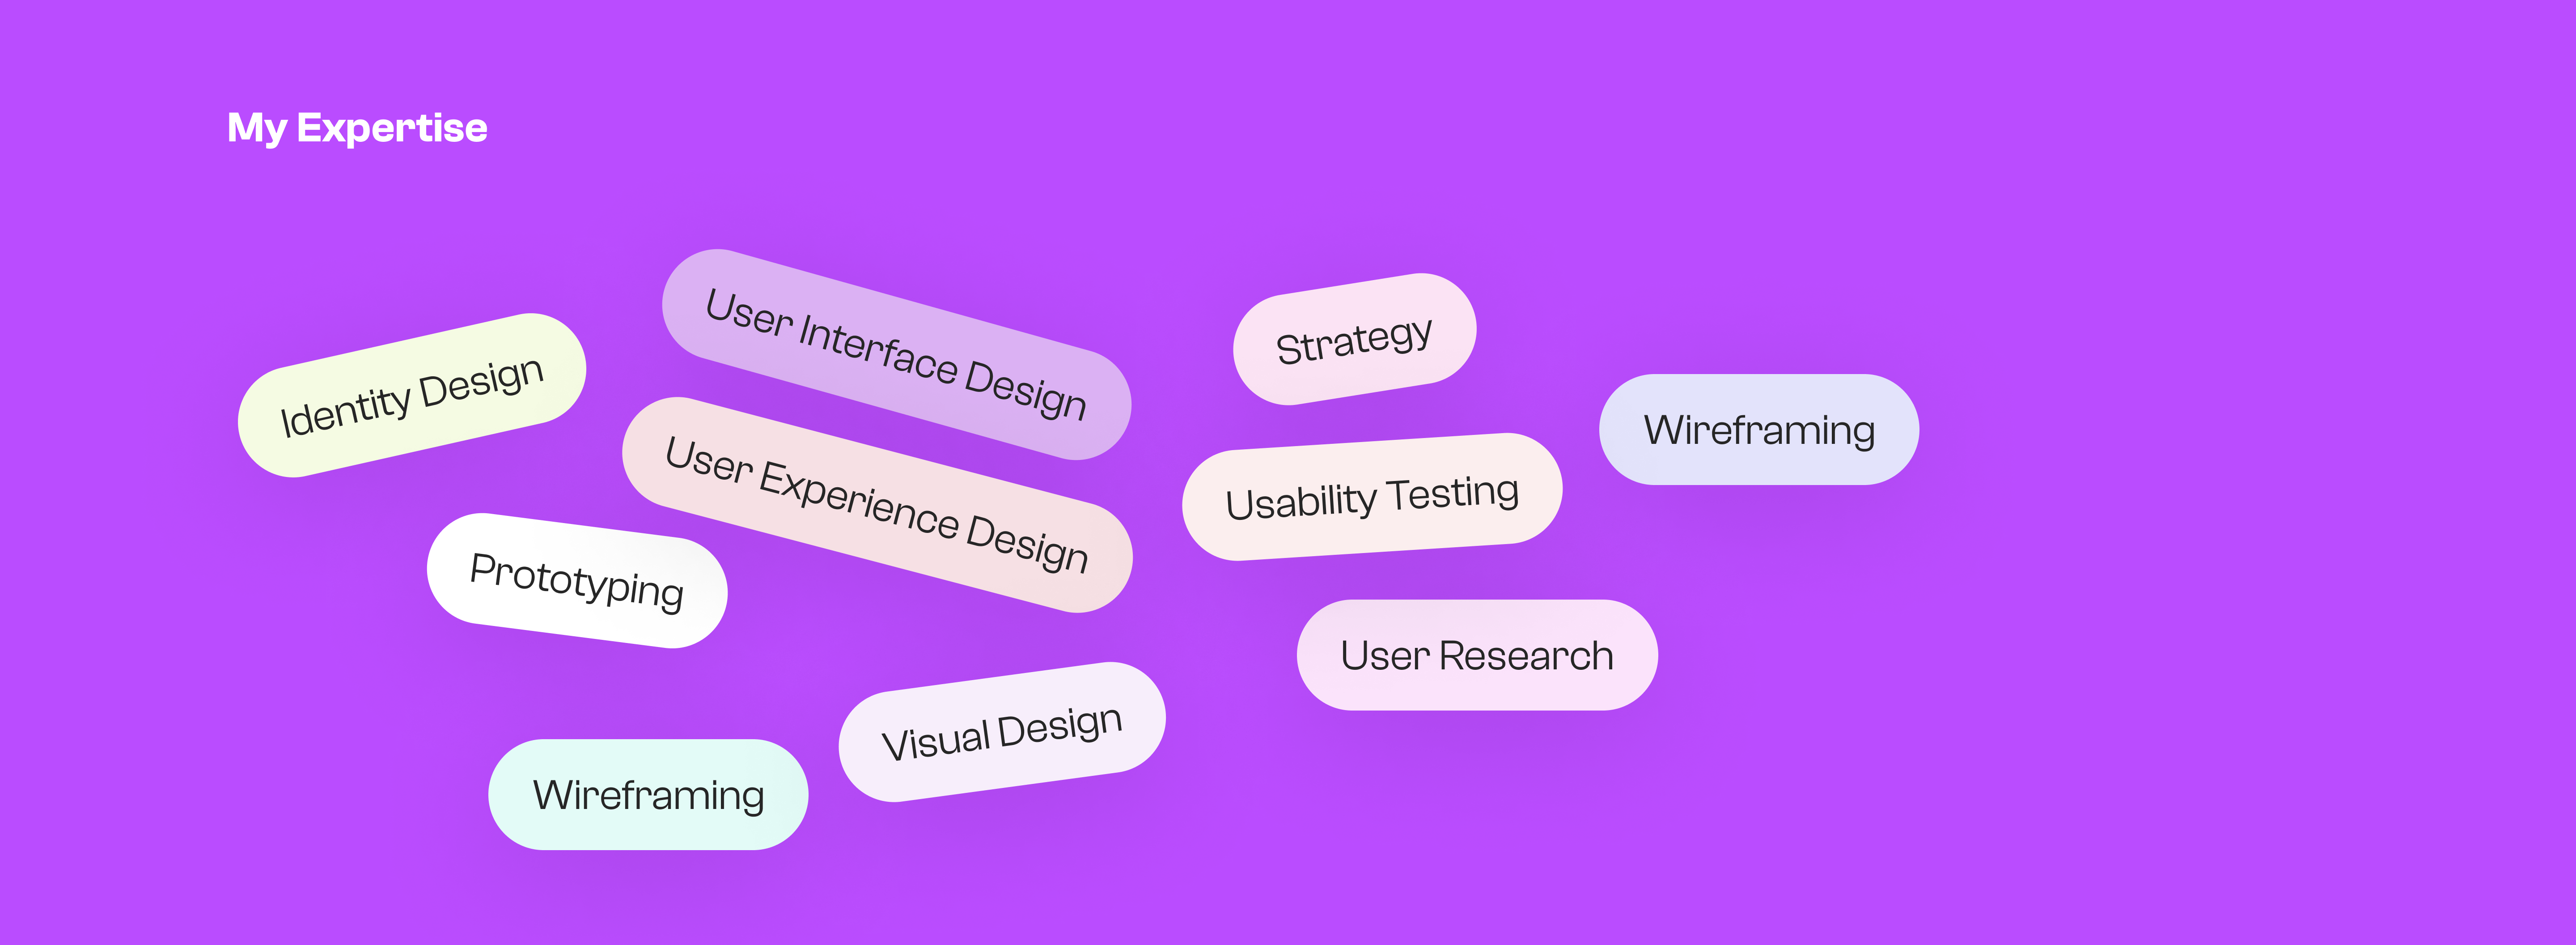 My Expertise
Identity Design
User Interface Design
Strategy
Wireframing
User Experience Design
Usability Testing
Prototyping
User Research
Visual Design
Wireframing